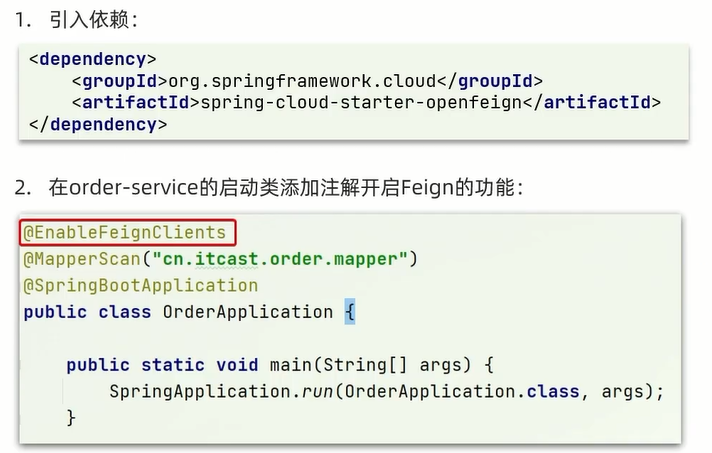 1. 引入依赖：
<dependency>
<groupId>org.springframework.cloud</groupId>
<artifactId>spring-cloud-starter-openfeign</artifactId>
</dependency>
2. 在order-service的启动类添加注解开启Feign的功能：
@EnableFeignClients
@MapperScan("cn.itcast.order.mapper")
@SpringBootApplication
public class OrderApplication {
public static void main(String[] args) {
SpringApplication.run(OrderApplication.class, args);
}